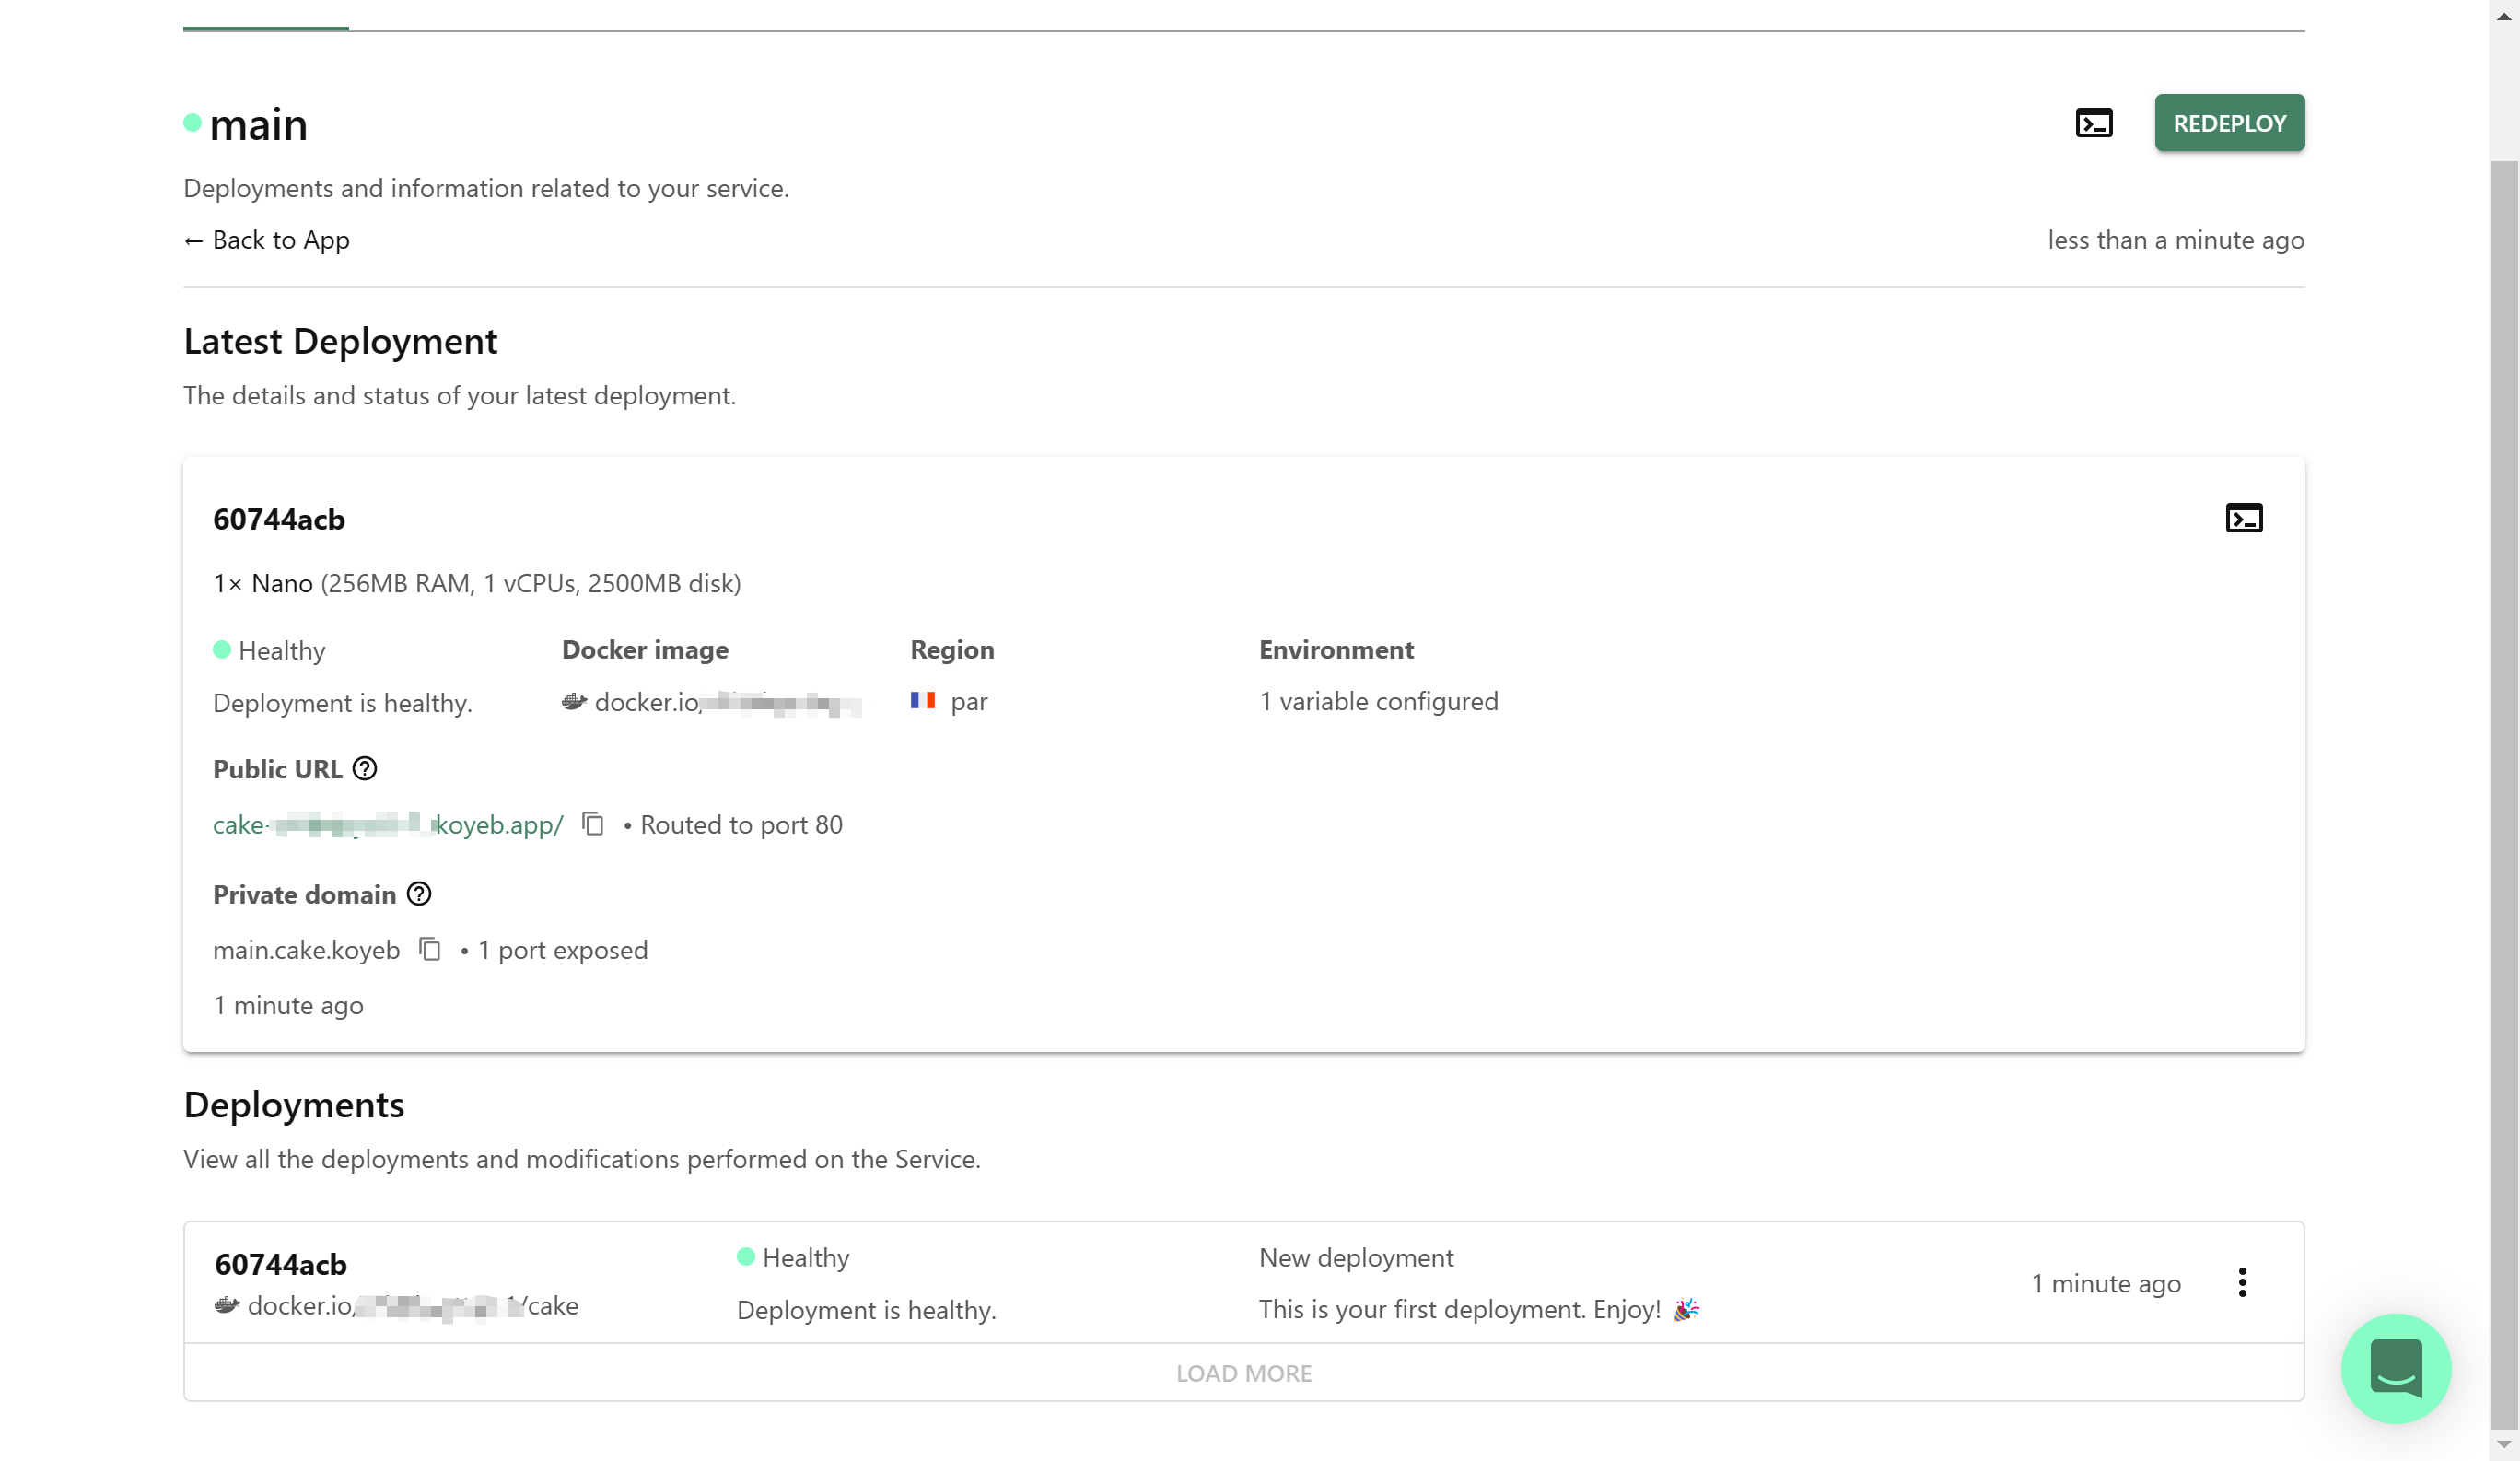 main
REDEPLOY
Deployments and information related to your service.
← Back to App
less than a minute ago
Latest Deployment
The details and status of your latest deployment.
60744acb
1× Nano (256MB RAM, 1 vCPUs, 2500MB disk)
Healthy
Docker image
Region
Environment
Deployment is healthy.
docker.io/
par
1 variable configured
Public URL
cake- koyeb.app/ • Routed to port 80
Private domain
main.cake.koyeb • 1 port exposed
1 minute ago
Deployments
View all the deployments and modifications performed on the Service.
60744acb
docker.io/ /cake
Healthy
Deployment is healthy.
New deployment
This is your first deployment. Enjoy! 🎉
1 minute ago
LOAD MORE